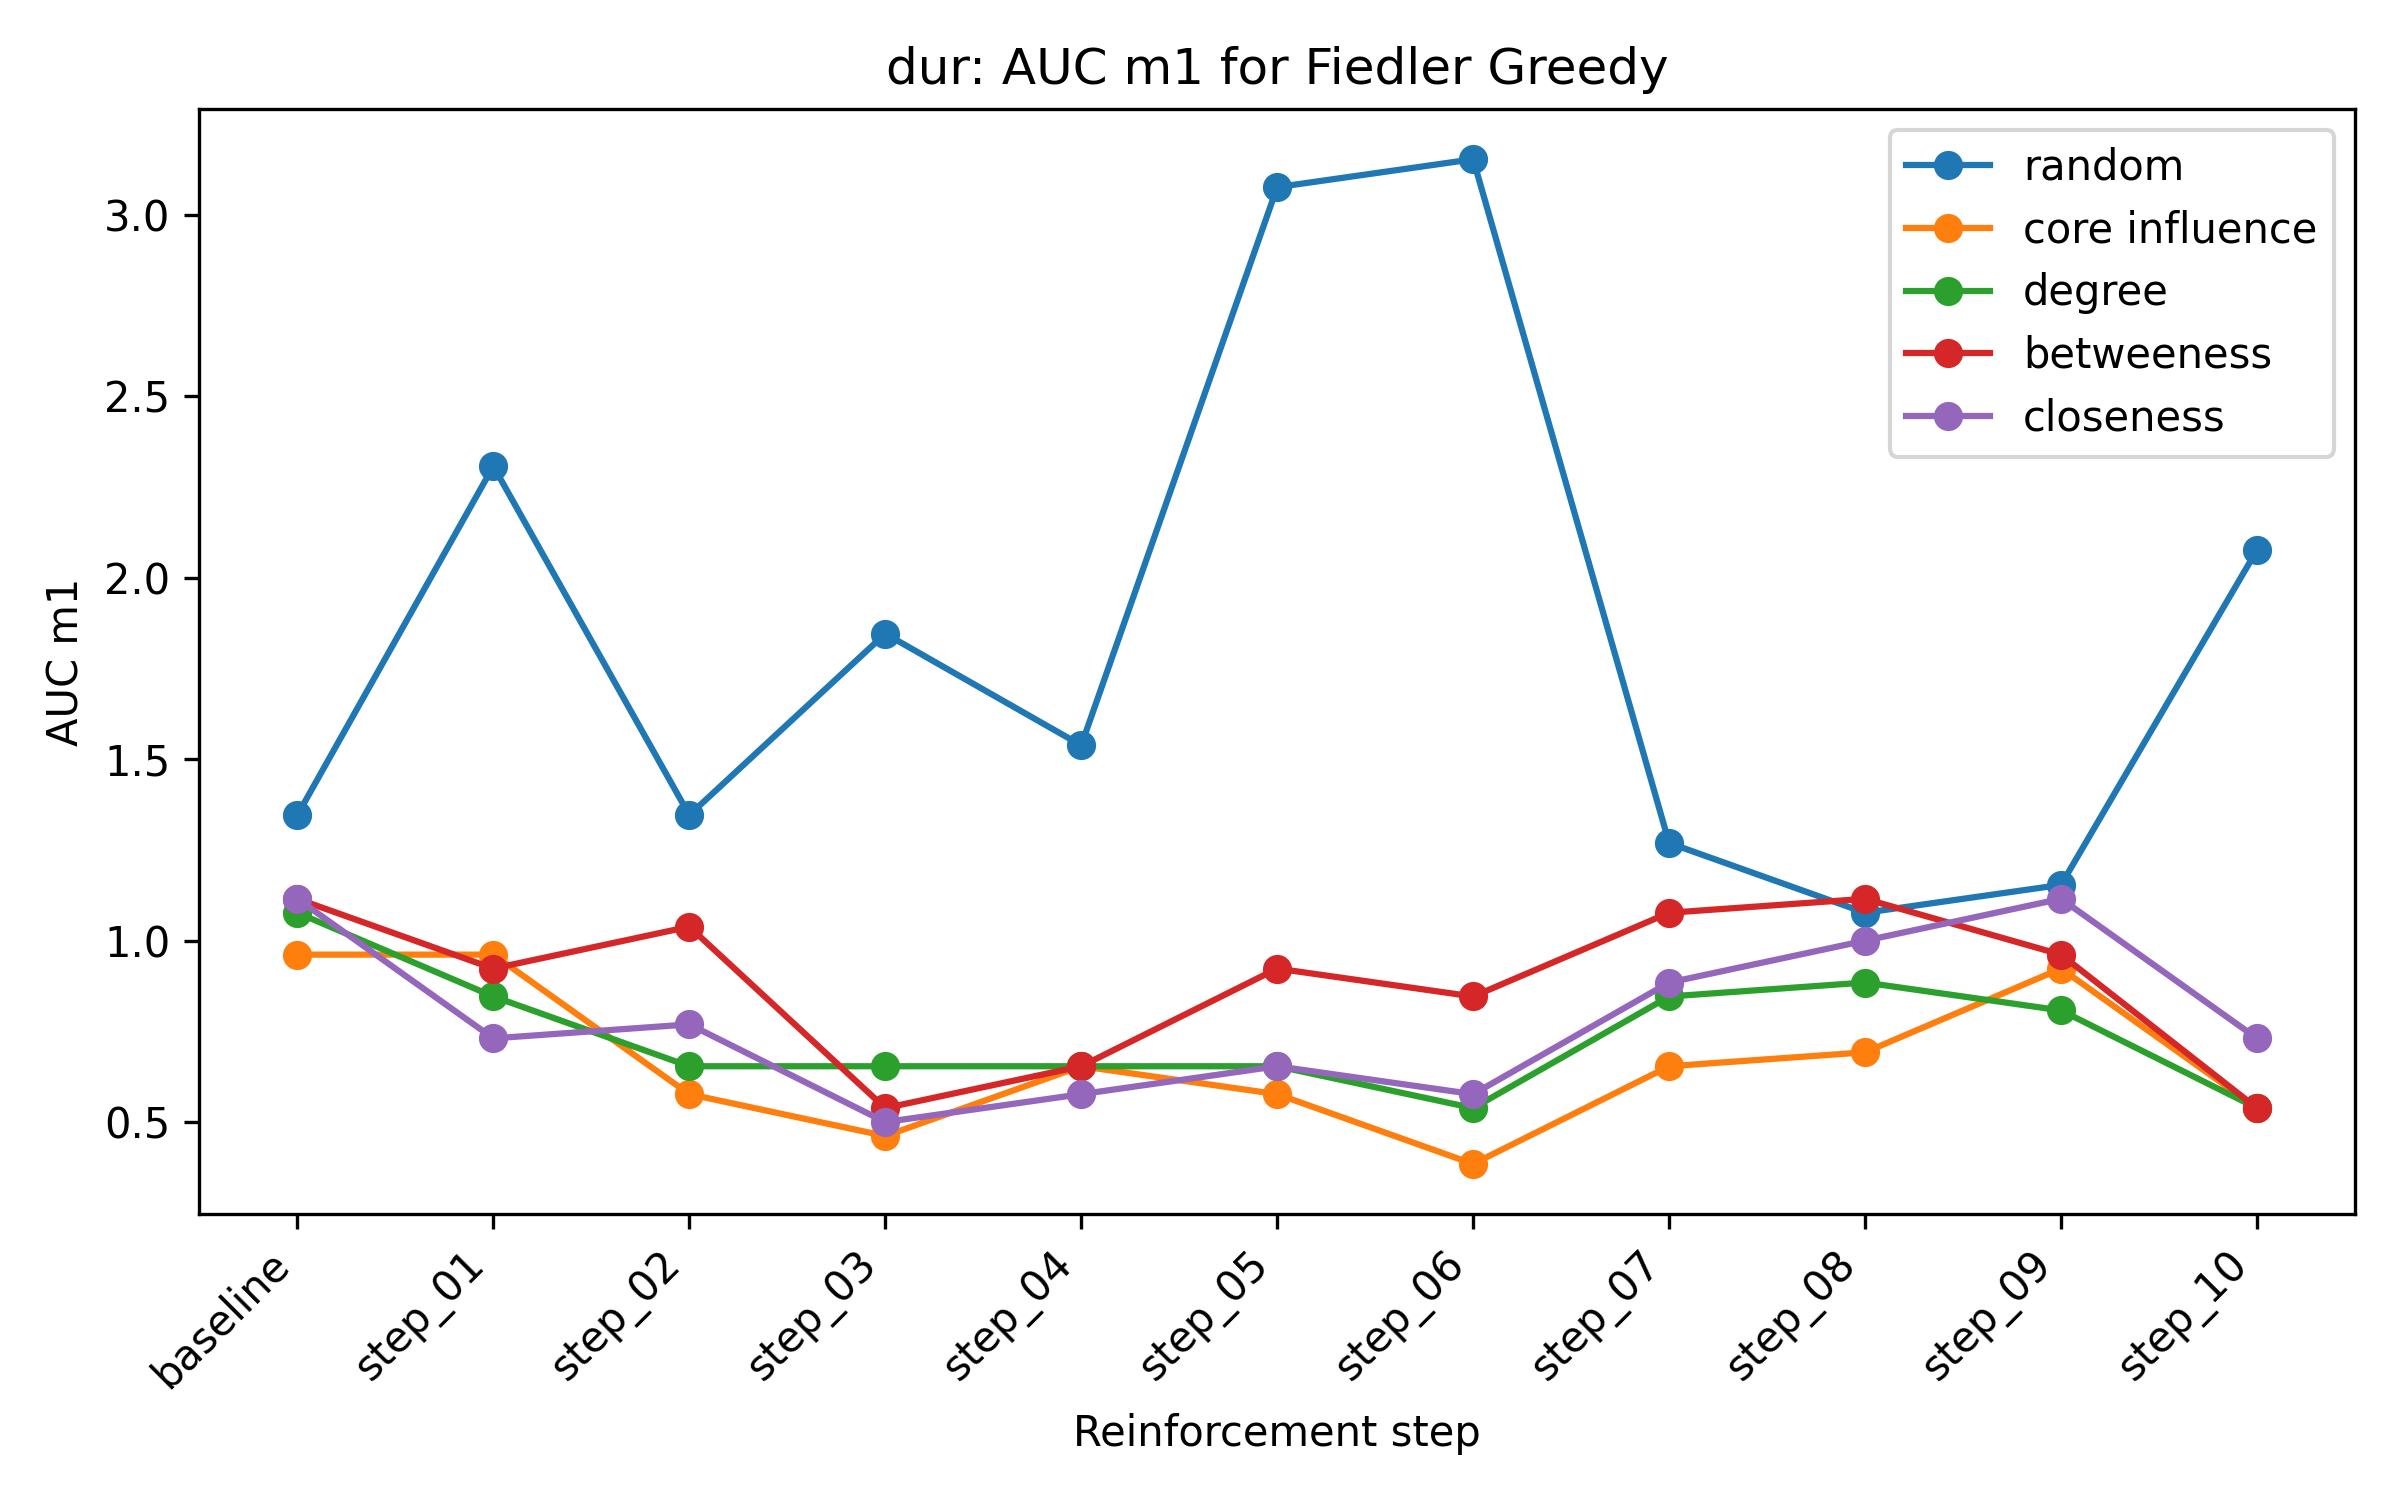 dur: AUC m1 for Fiedler Greedy
random
core influence
degree
betweeness
closeness
AUC m1
3.0
2.5
2.0
1.5
1.0
0.5
baseline
step_01
step_02
step_03
step_04
step_05
step_06
step_07
step_08
step_09
step_10
Reinforcement step